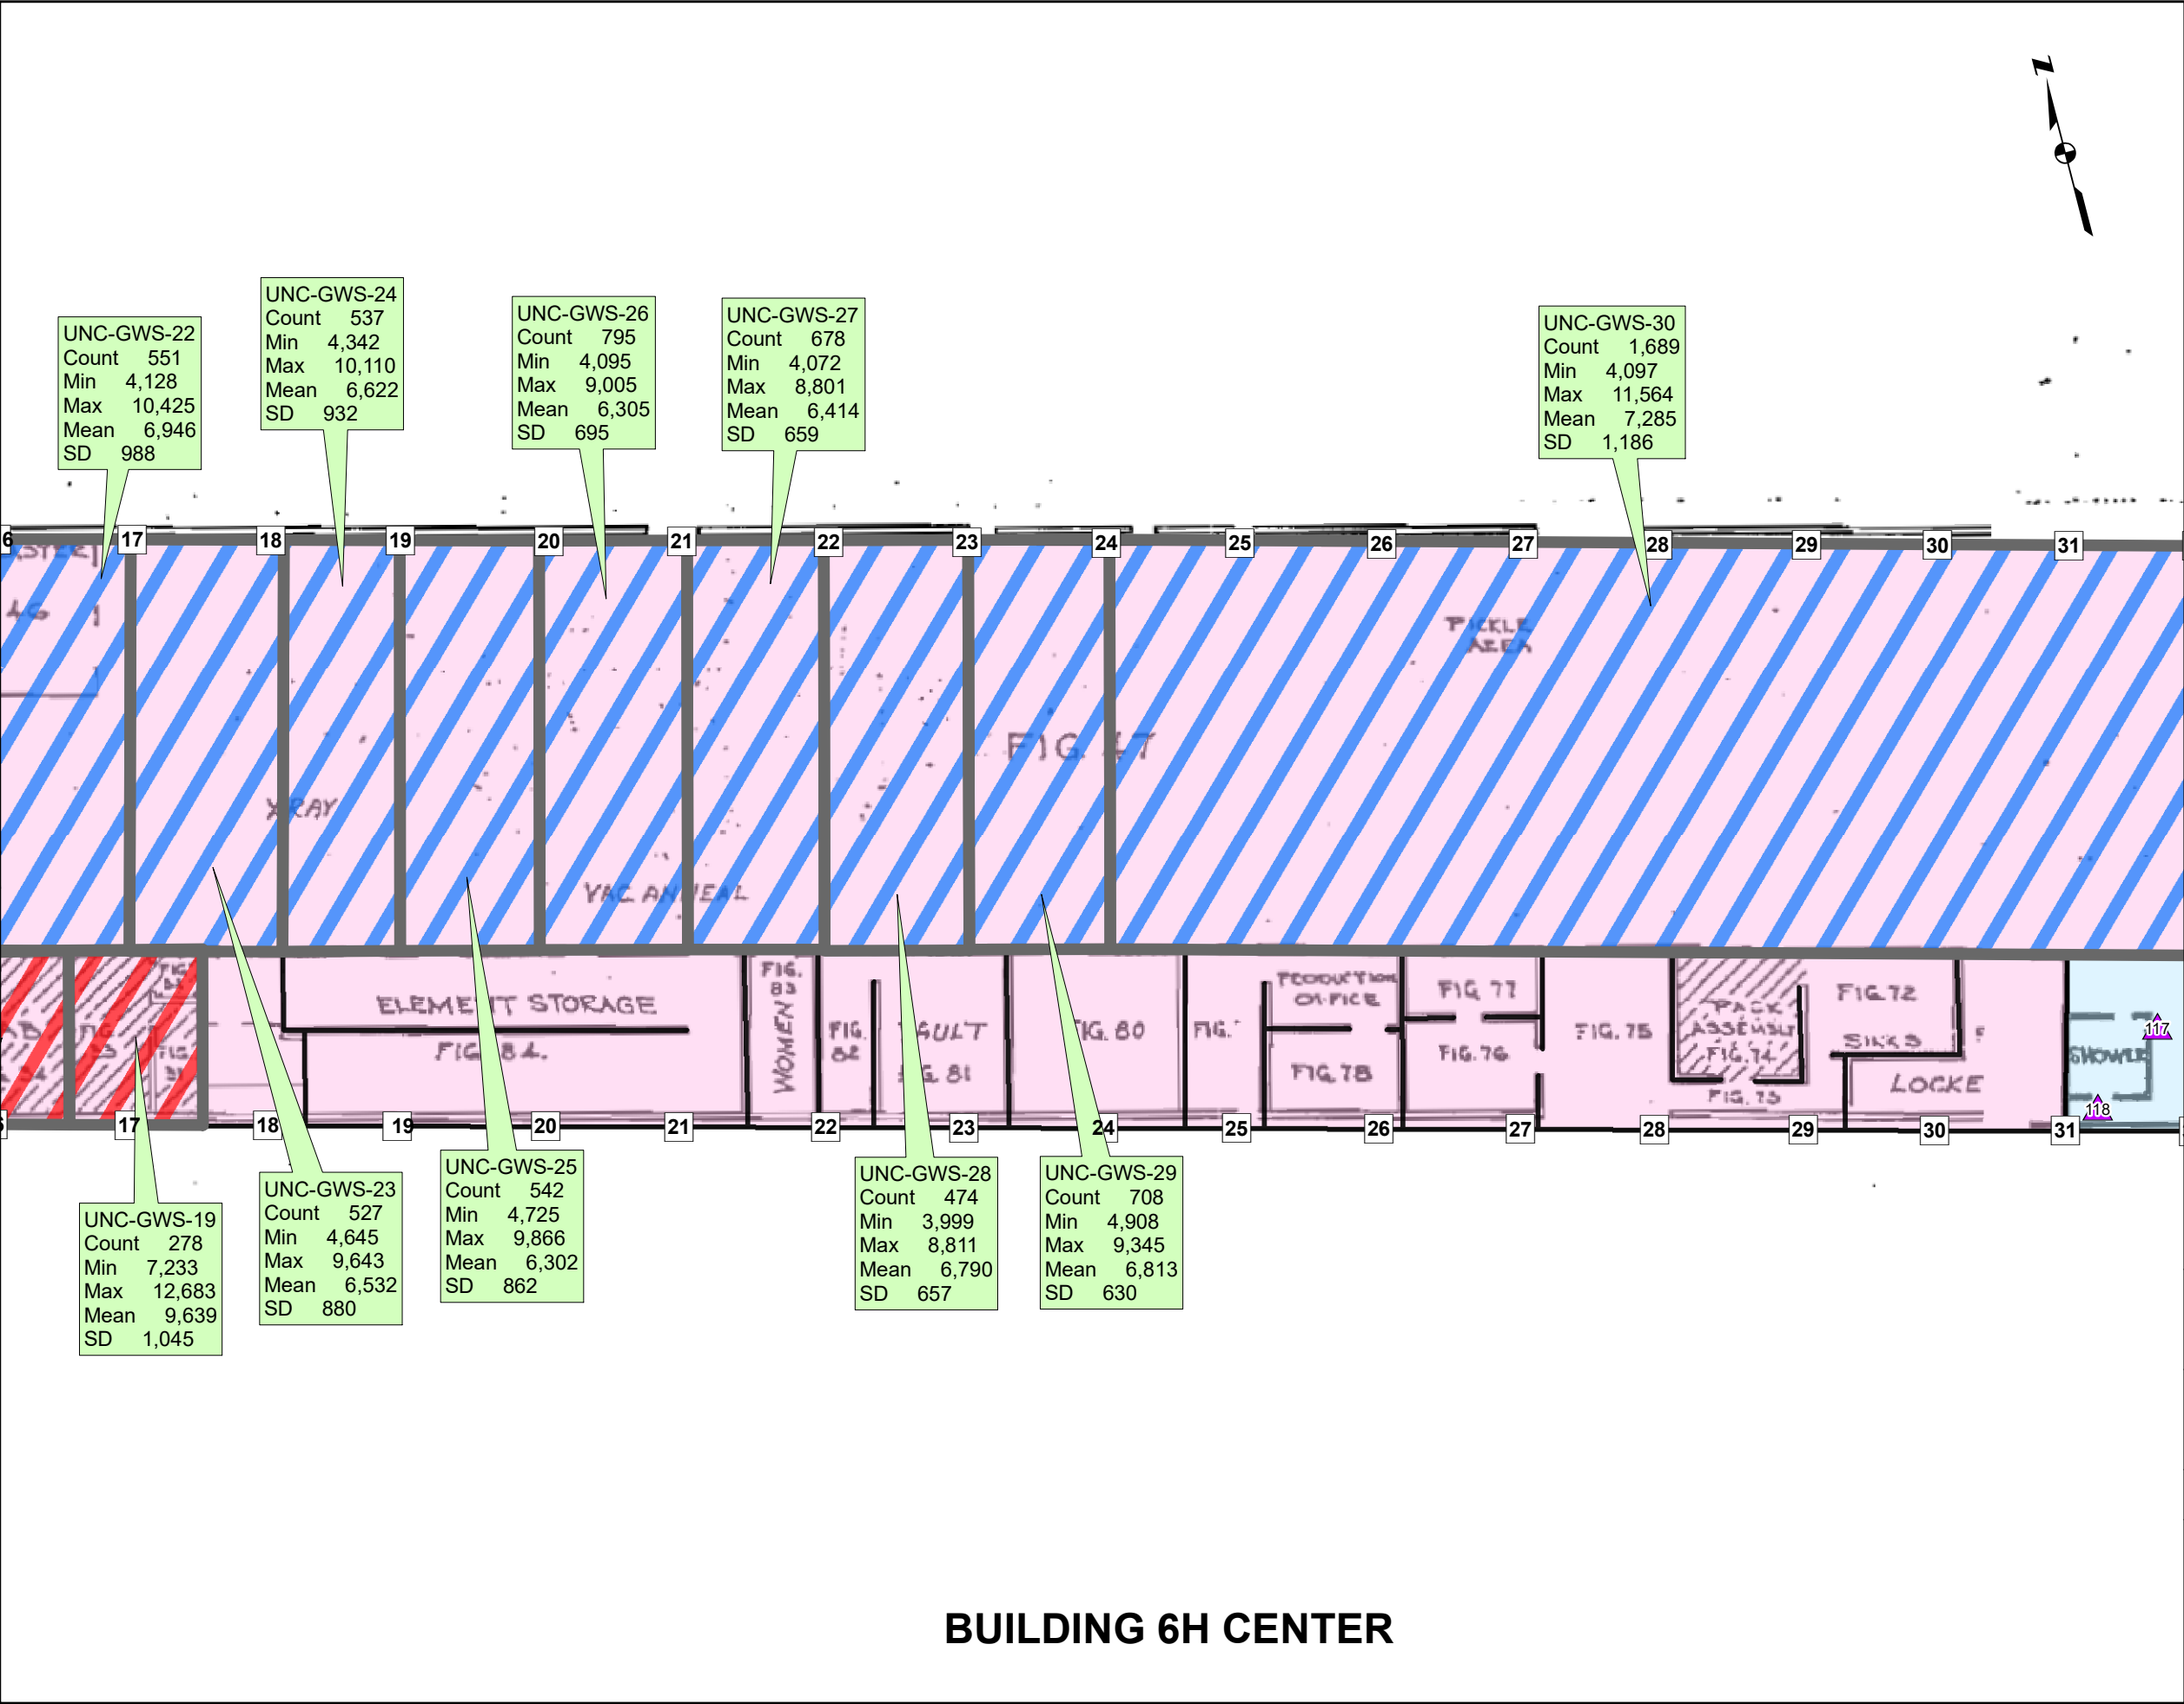 N
UNC-GWS-22
Count 551
Min 4,128
Max 10,425
Mean 6,946
SD 988
UNC-GWS-24
Count 537
Min 4,342
Max 10,110
Mean 6,622
SD 932
UNC-GWS-26
Count 795
Min 4,095
Max 9,005
Mean 6,305
SD 695
UNC-GWS-27
Count 678
Min 4,072
Max 8,801
Mean 6,414
SD 659
UNC-GWS-30
Count 1,689
Min 4,097
Max 11,564
Mean 7,285
SD 1,186
17 18 19 20 21 22 23 24 25 26 27 28 29 30 31
PICKLE
AREA
FIG. 47
XRAY
VAC ANNEAL
ELEMENT STORAGE
FIG. 84.
FIG.
83
WOMEN
FIG.
82
FIG. 80
FIG.
PRODUCTION
OFFICE
FIG. 78
FIG. 77
FIG. 76
FIG. 75
PACK
ASSEMBLY
FIG. 74
FIG. 73
FIG. 72
SINKS
LOCKE
SHOWER
117
118
17 18 19 20 21 22 23 24 25 26 27 28 29 30 31
UNC-GWS-19
Count 278
Min 7,233
Max 12,683
Mean 9,639
SD 1,045
UNC-GWS-23
Count 527
Min 4,645
Max 9,643
Mean 6,532
SD 880
UNC-GWS-25
Count 542
Min 4,725
Max 9,866
Mean 6,302
SD 862
UNC-GWS-28
Count 474
Min 3,999
Max 8,811
Mean 6,790
SD 657
UNC-GWS-29
Count 708
Min 4,908
Max 9,345
Mean 6,813
SD 630
BUILDING 6H CENTER